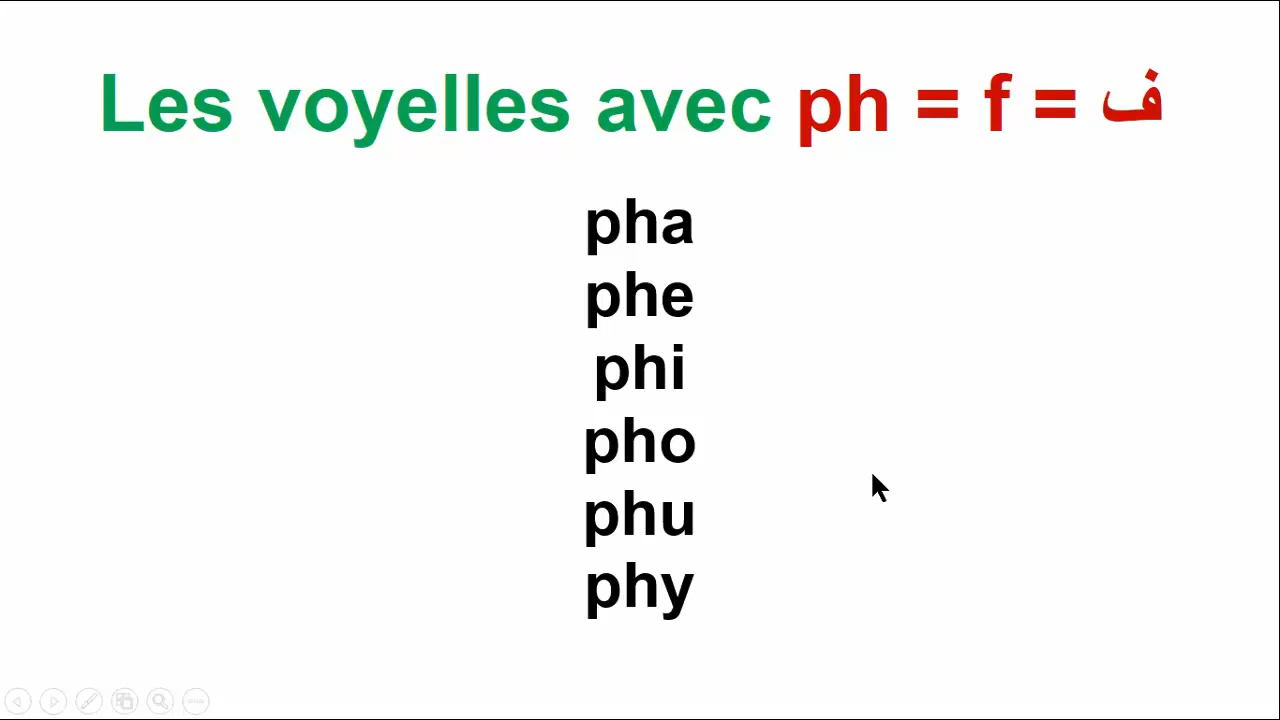 Les voyelles avec ph = f = ف
pha
phe
phi
pho
phu
phy